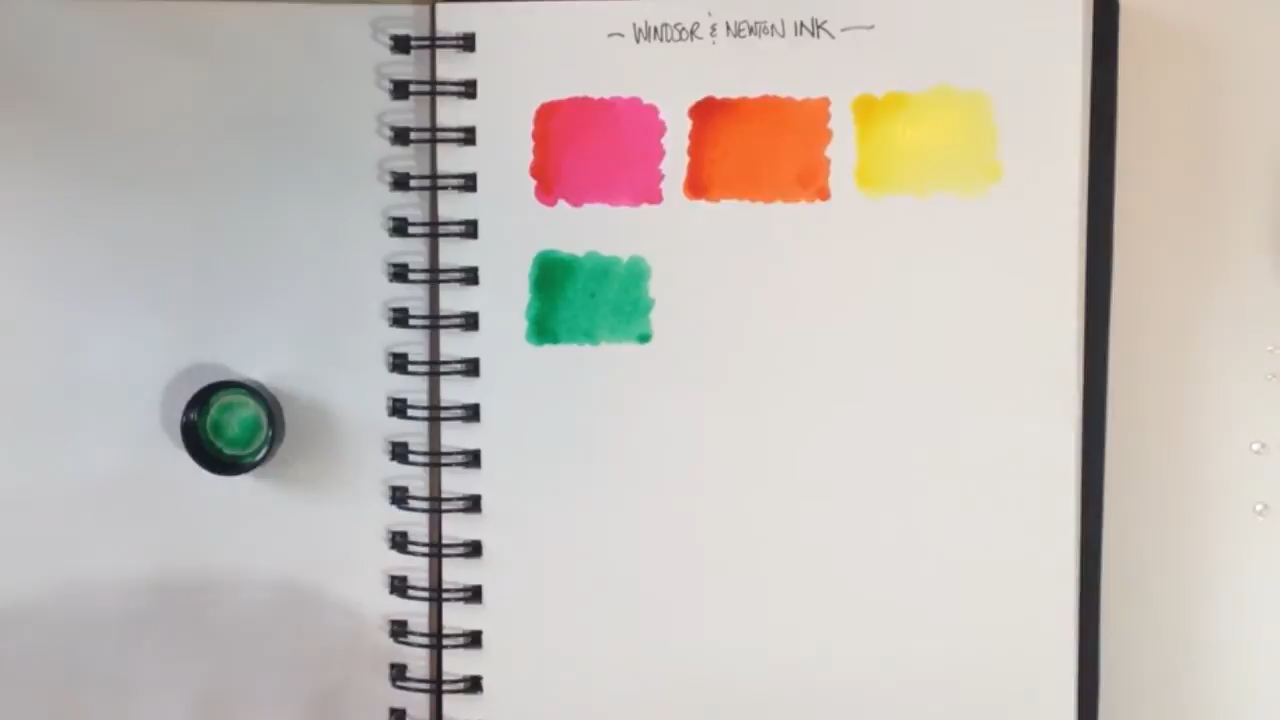 — WINDSOR & NEWTON INK —